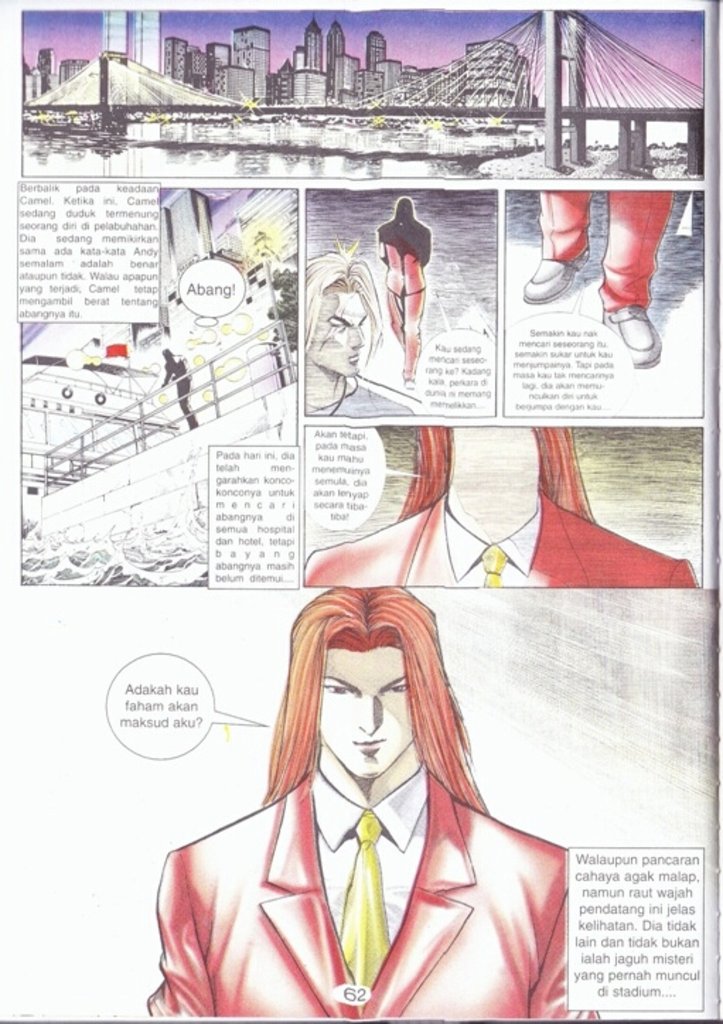 Berbalik pada keadaan
Camel. Ketika ini, Camel
sedang duduk termenung
seorang diri di pelabuhan.
Dia sedang memikirkan
sama ada kata-kata Andy
semalam adalah benar
ataupun tidak. Walau apapun
yang terjadi, Camel tetap
mengambil berat tentang
abangnya itu.
Abang!
Pada hari ini, dia
telah men-
garahkan konco-
konconya untuk
mencari
abangnya di
semua hospital
dan hotel, tetapi
bayang
abangnya masih
belum ditemui....
Kau sedang
mencari seseo-
rang ke? Kadang
kala, perkara di
dunia ni memang
memelikkan....
Semakin kau nak
mencari seseorang itu,
semakin sukar untuk kau
menjumpainya. Tapi pada
masa kau tak mencarinya
lagi, dia akan memu-
nculkan diri untuk
berjumpa dengan kau....
Akan tetapi,
pada masa
kau mahu
menemuinya
semula, dia
akan lenyap
secara tiba-
tiba!
Adakah kau
faham akan
maksud aku?
Walaupun pancaran
cahaya agak malap,
namun raut wajah
pendatang ini jelas
kelihatan. Dia tidak
lain dan tidak bukan
ialah jaguh misteri
yang pernah muncul
di stadium....
62